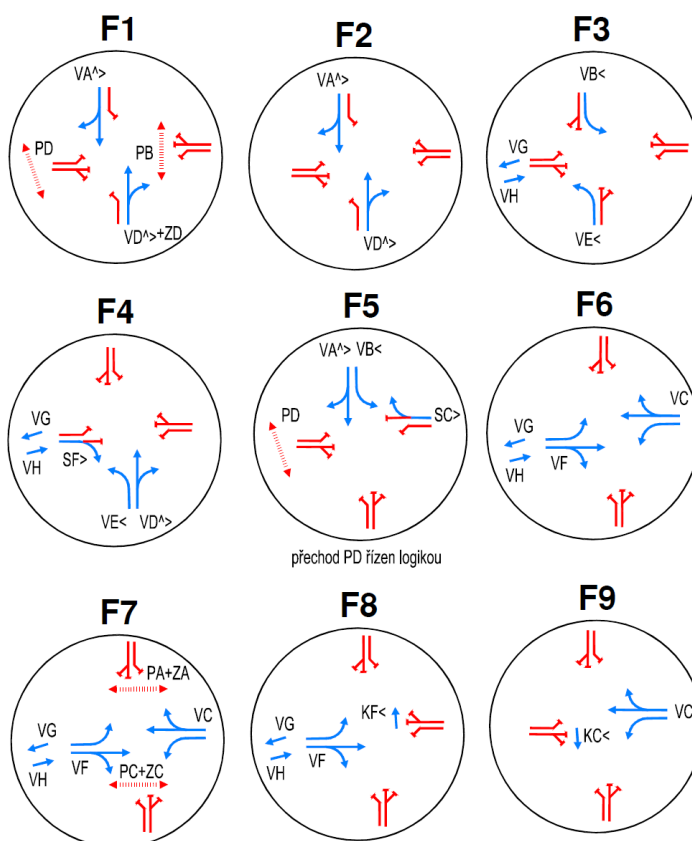 F1
F2
F3
VA^>
PD
PB
VD^>+ZD
VA^>
VD^>
VB<
VG
VH
VE<
F4
F5
F6
VG
VH
SF>
VE< VD^>
VA^> VB<
PD
SC>
přechod PD řízen logikou
VC
VG
VH
VF
F7
F8
F9
PA+ZA
VG
VC
VH
VF
PC+ZC
KF<
VG
VH
VF
VC
KC<